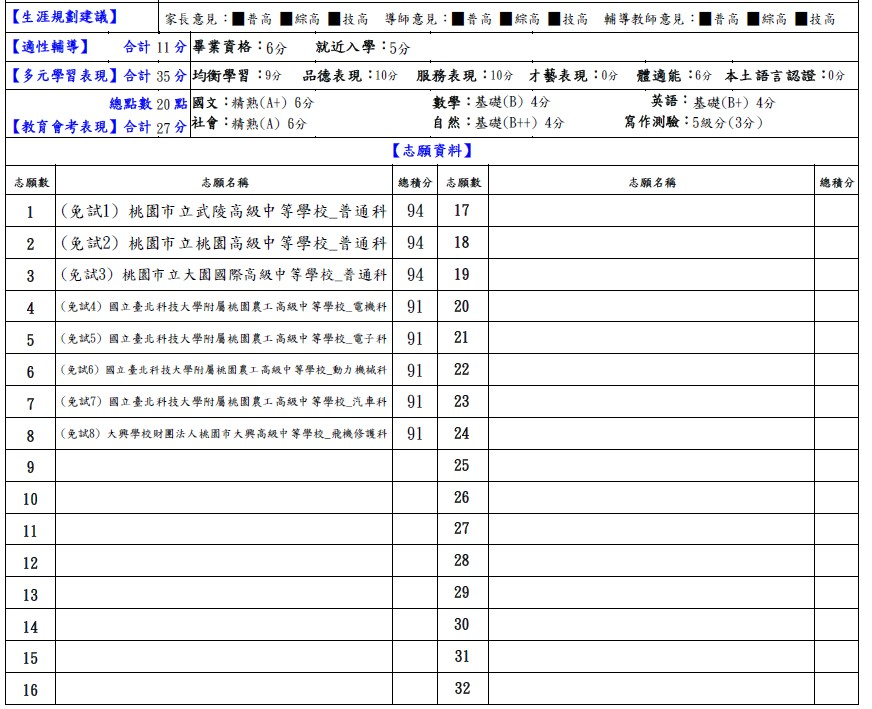 【生涯規劃建議】 家長意見：■普高 ■綜高 ■技高 導師意見：■普高 ■綜高 ■技高 輔導教師意見：■普高 ■綜高 ■技高
【適性輔導】 合計 11 分 畢業資格：6分 就近入學：5分
【多元學習表現】合計 35 分 均衡學習：9分 品德表現：10分 服務表現：10分 才藝表現：0分 體適能：6分 本土語言認證：0分
總點數 20 點 國文：精熟(A+) 6分 數學：基礎(B) 4分 英語：基礎(B+) 4分
【教育會考表現】合計 27 分 社會：精熟(A) 6分 自然：基礎(B++) 4分 寫作測驗：5級分(3分)
【志願資料】
志願數 志願名稱 總積分 志願數 志願名稱 總積分
1 (免試1) 桃園市立武陵高級中等學校_普通科 94 17
2 (免試2) 桃園市立桃園高級中等學校_普通科 94 18
3 (免試3) 桃園市立大園國際高級中等學校_普通科 94 19
4 (免試4) 國立臺北科技大學附屬桃園農工高級中等學校_電機科 91 20
5 (免試5) 國立臺北科技大學附屬桃園農工高級中等學校_電子科 91 21
6 (免試6) 國立臺北科技大學附屬桃園農工高級中等學校_動力機械科 91 22
7 (免試7) 國立臺北科技大學附屬桃園農工高級中等學校_汽車科 91 23
8 (免試8) 大興學校財團法人桃園市大興高級中等學校_飛機修護科 91 24
9 25
10 26
11 27
12 28
13 29
14 30
15 31
16 32